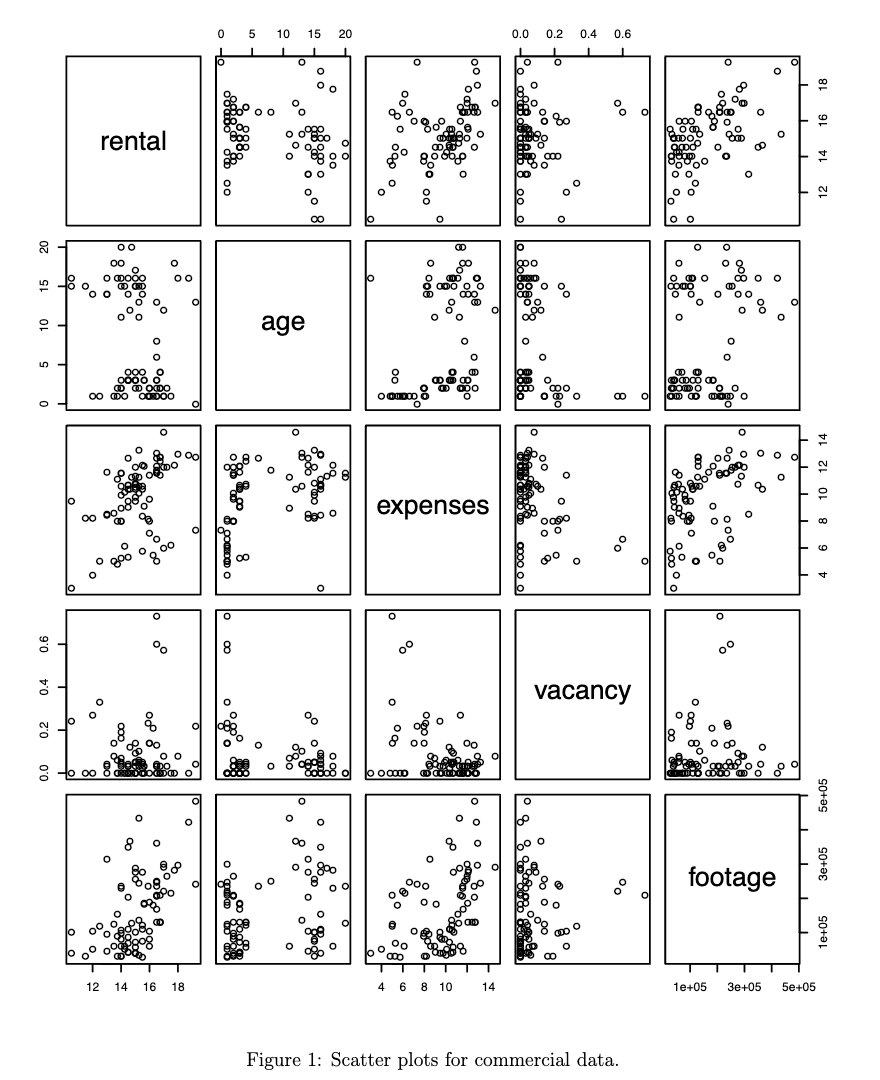 0 5 10 15 20 0.0 0.2 0.4 0.6
rental
12 14 16 18
0 5 10 15 20
age
expenses
4 6 8 10 12 14
0.0 0.2 0.4 0.6
vacancy
footage
1e+05 3e+05 5e+05
12 14 16 18 4 6 8 10 14 1e+05 3e+05 5e+05
Figure 1: Scatter plots for commercial data.